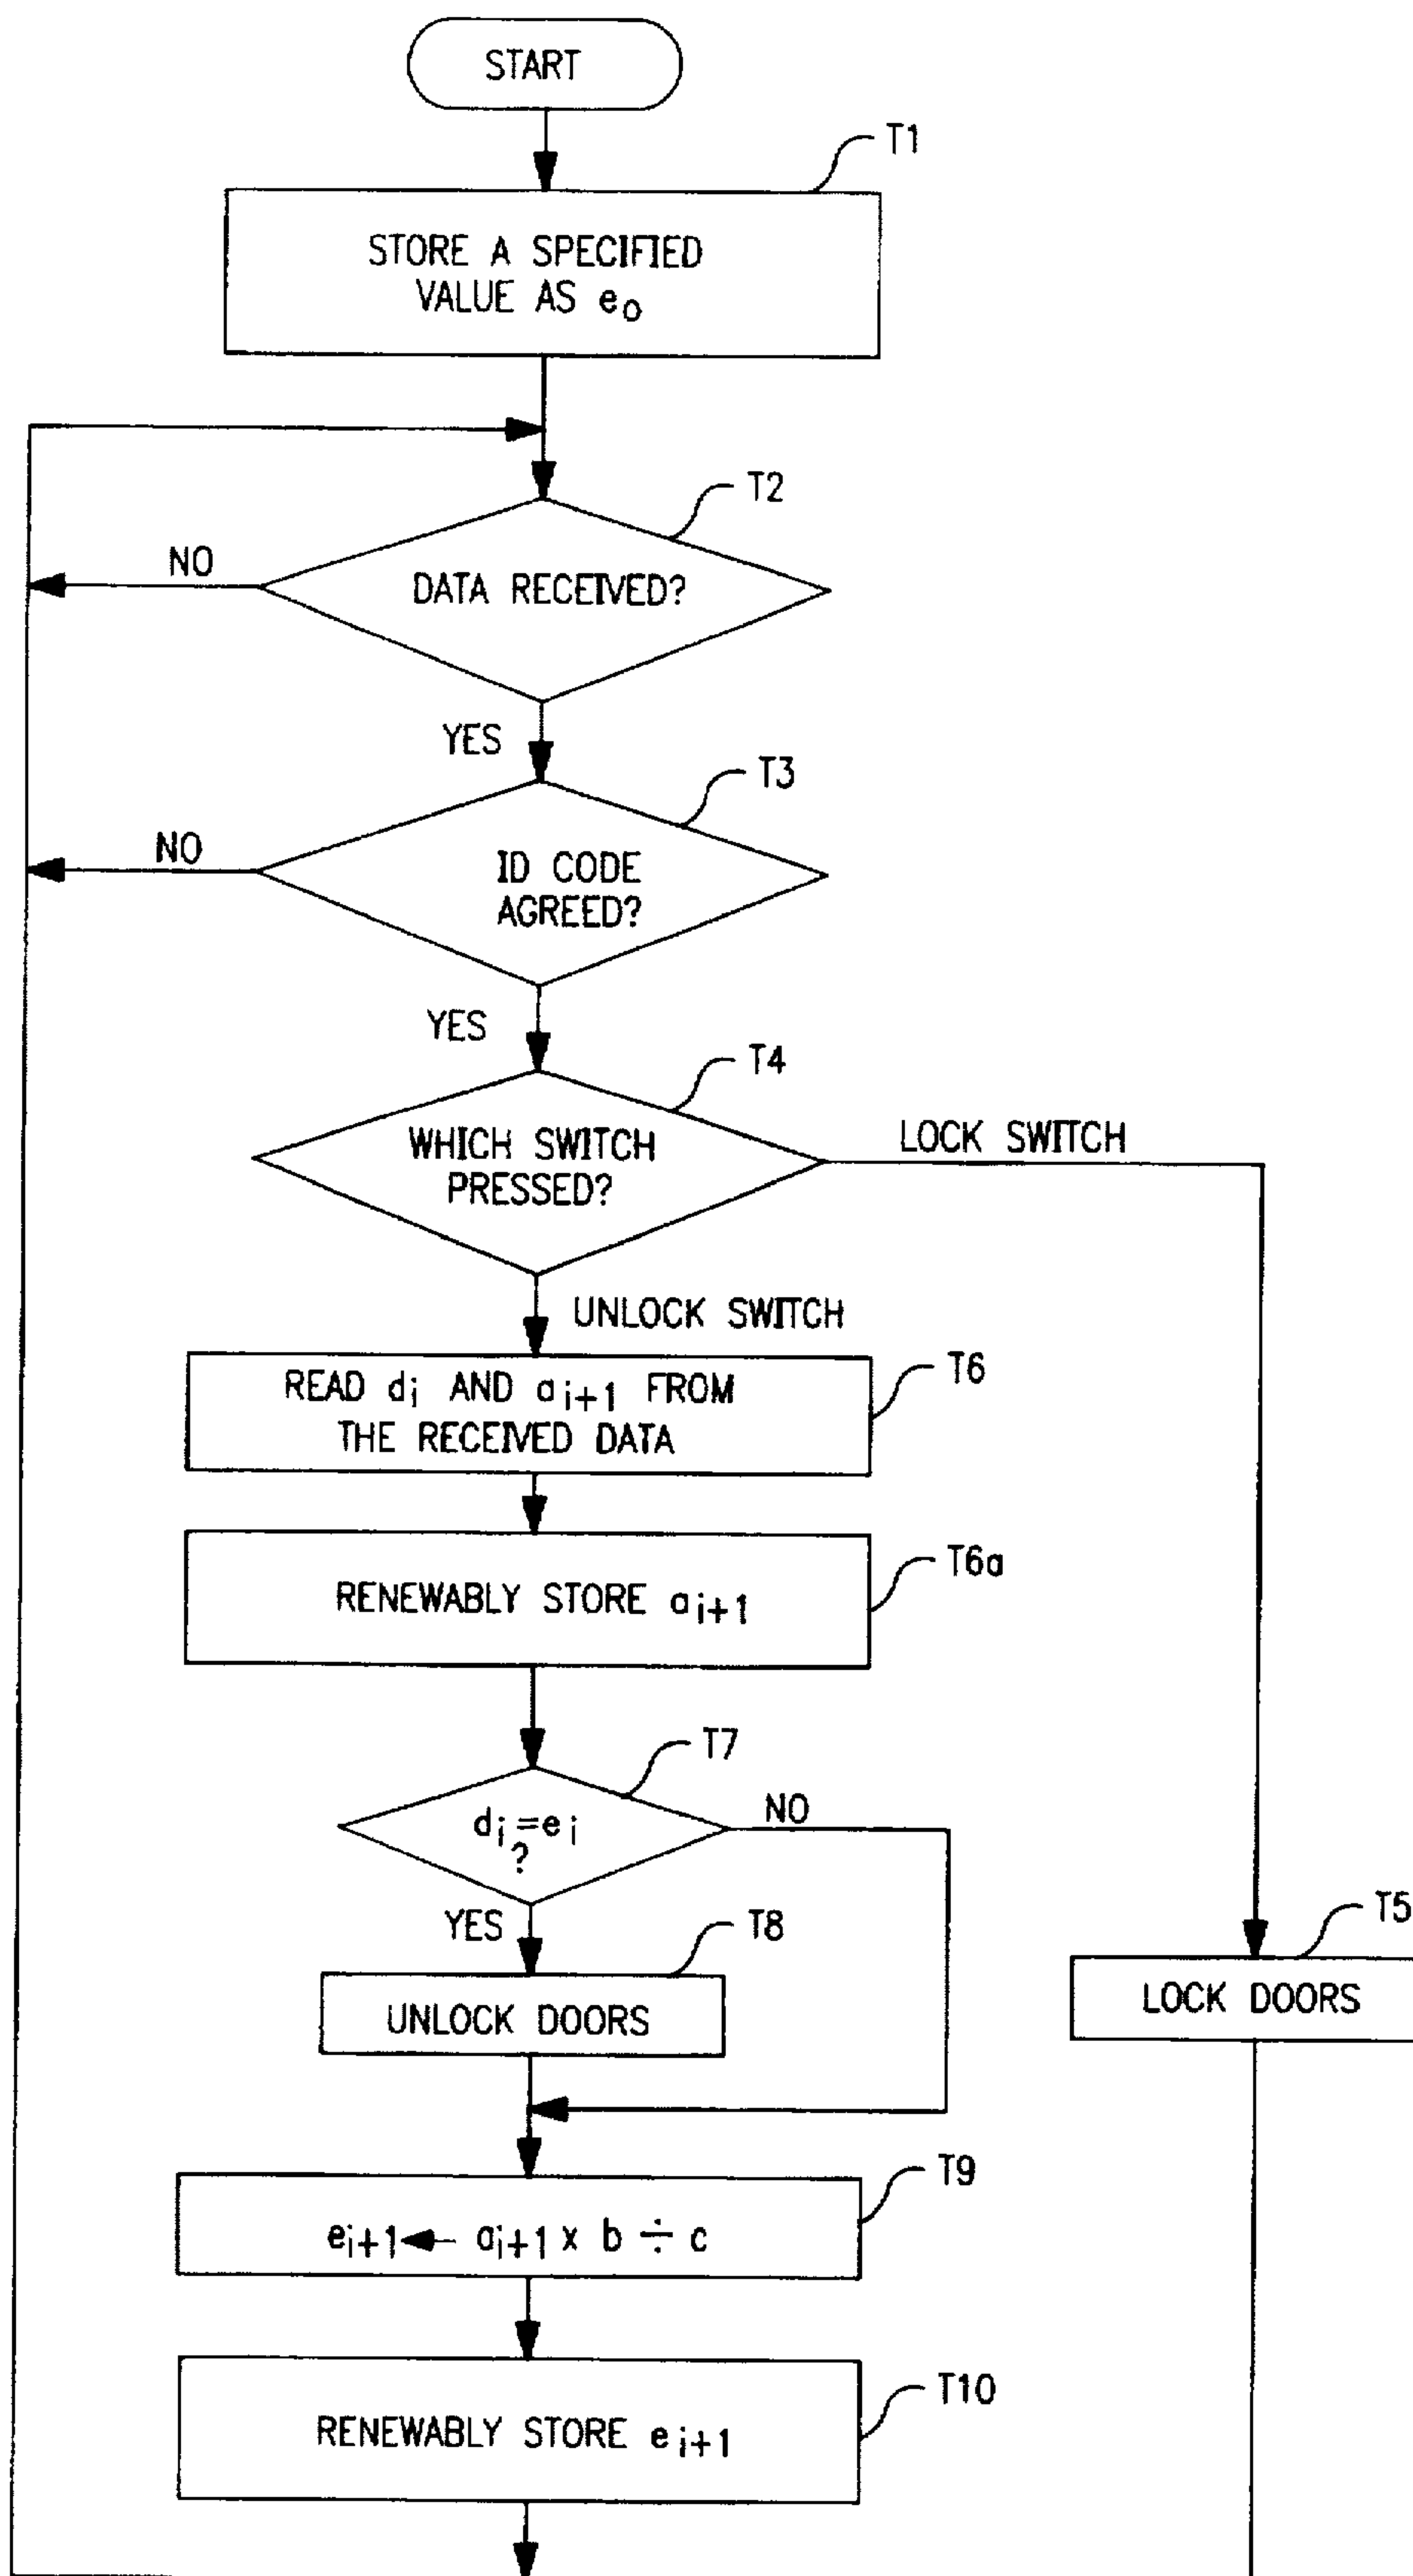 START
T1
STORE A SPECIFIED
VALUE AS e₀
T2
NO
DATA RECEIVED?
YES
T3
NO
ID CODE
AGREED?
YES
T4
WHICH SWITCH
PRESSED?
LOCK SWITCH
UNLOCK SWITCH
T6
READ dᵢ AND aᵢ₊₁ FROM
THE RECEIVED DATA
T6a
RENEWABLY STORE aᵢ₊₁
T7
dᵢ=eᵢ
?
NO
YES
T8
UNLOCK DOORS
T5
LOCK DOORS
T9
eᵢ₊₁← aᵢ₊₁ x b ÷ c
T10
RENEWABLY STORE eᵢ₊₁